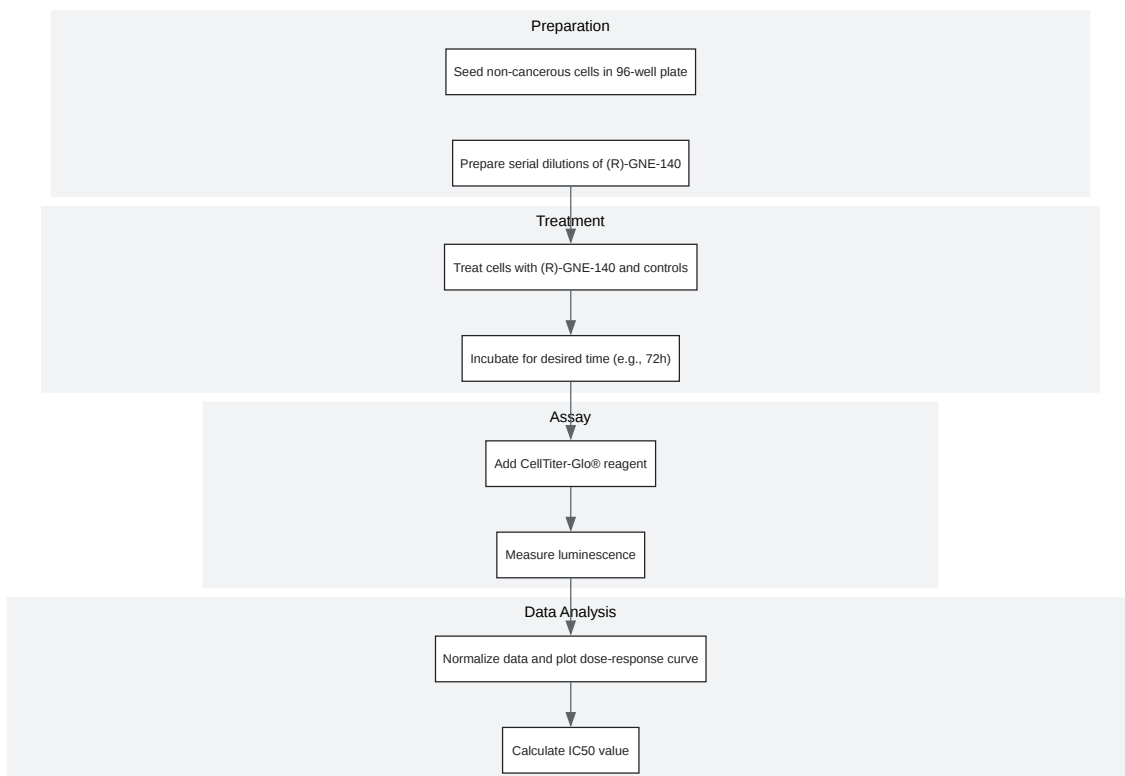 Preparation
Seed non-cancerous cells in 96-well plate
Prepare serial dilutions of (R)-GNE-140
Treatment
Treat cells with (R)-GNE-140 and controls
Incubate for desired time (e.g., 72h)
Assay
Add CellTiter-Glo® reagent
Measure luminescence
Data Analysis
Normalize data and plot dose-response curve
Calculate IC50 value